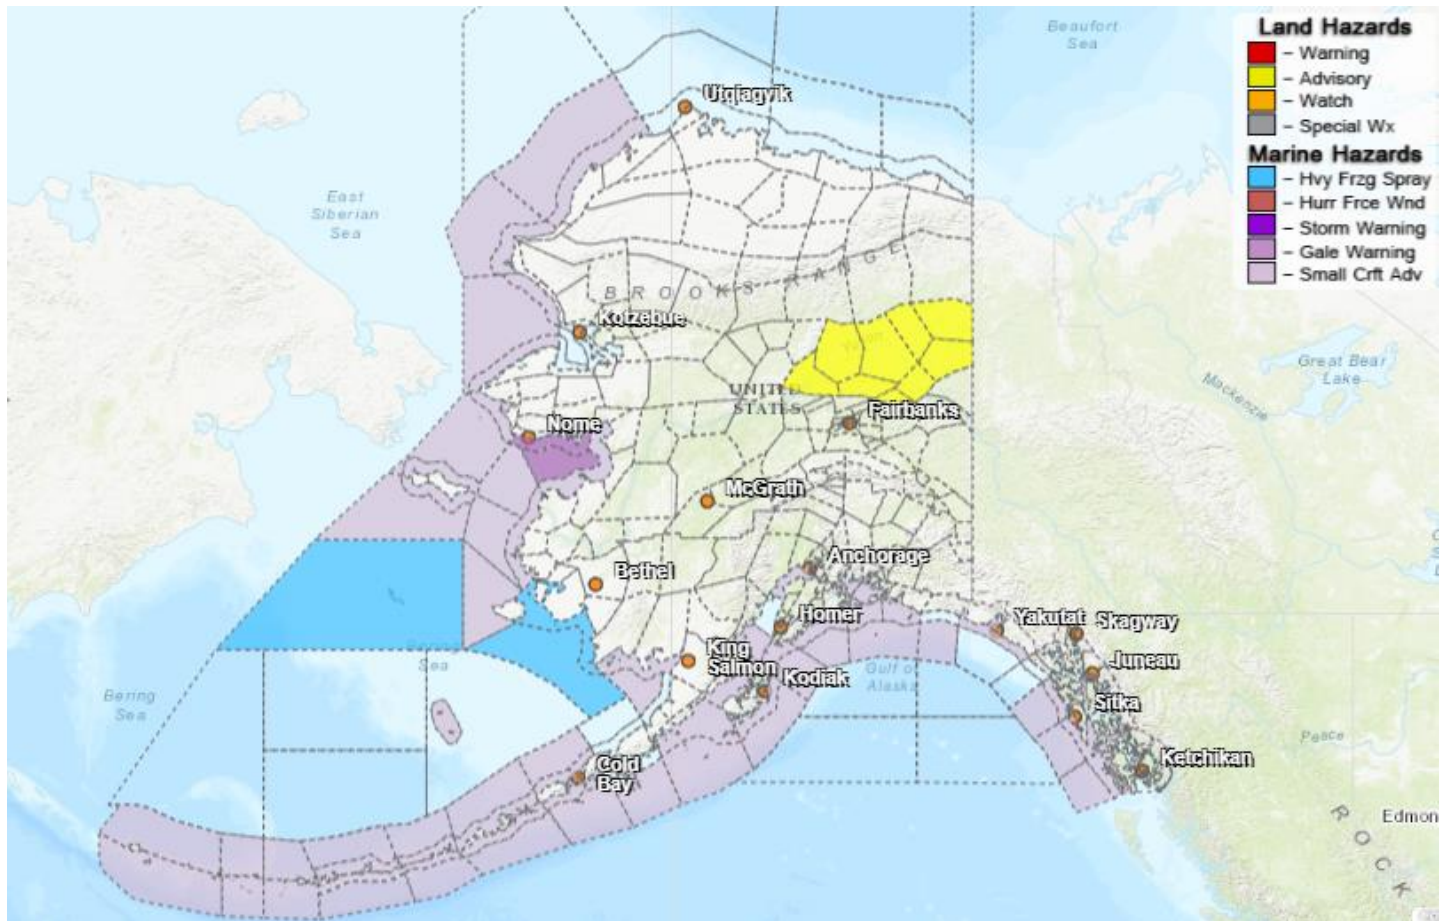 Beaufort
Sea
Land Hazards
– Warning
– Advisory
– Watch
– Special Wx
Marine Hazards
– Hvy Frzg Spray
– Hurr Frce Wnd
– Storm Warning
– Gale Warning
– Small Crft Adv
Utqiagvik
East
Siberian
Sea
BROOKS RANGE
Kotzebue
Yukon
Great Bear
Lake
Mackenzie
UNITED
STATES
Fairbanks
Nome
McGrath
Anchorage
Bethel
Homer
Yakutat
Skagway
King
Salmon
Juneau
Kodiak
Gulf of
Alaska
Sea
Bering
Sea
Sitka
Peace
Ketchikan
Cold
Bay
Edmon
ROCK